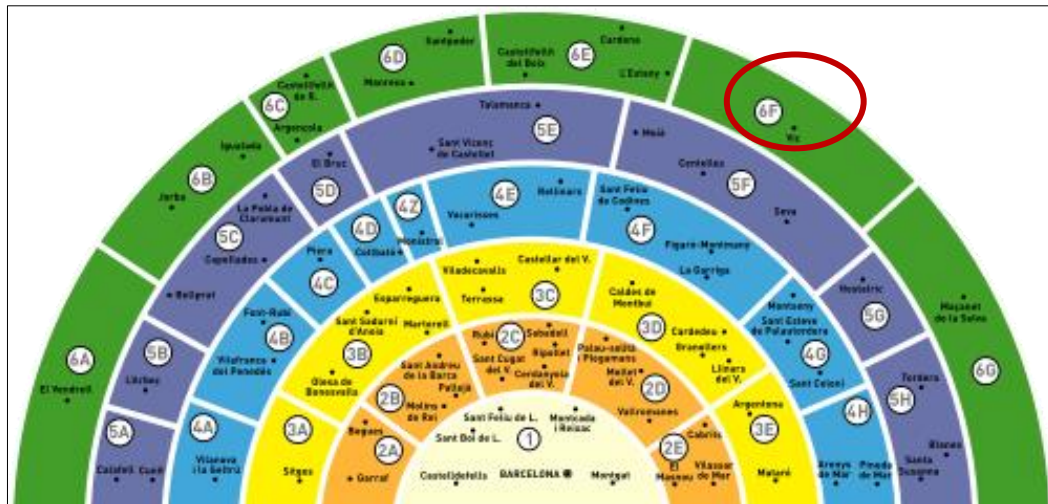 6D
Santpedor
Manresa
6E
Cardona
Castellfollit
del Boix
L'Estany
6F
Vic
6C
Castellfollit
de R.
Argençola
6B
Igualada
Jorba
6A
El Vendrell
6G
Maçanet
de la Selva
5E
Talamanca
Sant Vicenç
de Castellet
5F
Moià
Centelles
Seva
5D
El Bruc
5C
La Pobla de
Claramunt
Capellades
Bellprat
5B
Llorenç
5A
Calafell
Cunit
5G
Hostalric
5H
Tordera
Blanes
Santa
Susanna
4Z
Monistrol
4E
Rellinars
Vacarisses
4F
Sant Feliu
de Codines
Figaró-Montmany
La Garriga
4D
Collbató
4C
Piera
4B
Font-Rubí
Vilafranca
del Penedès
4A
Vilanova
i la Geltrú
4G
Montseny
Sant Esteve
de Palautordera
Sant Celoni
4H
Arenys
de Mar
Pineda
de Mar
3C
Viladecavalls
Castellar del V.
Terrassa
3D
Caldes de
Montbui
Cardedeu
Granollers
Llinars
del V.
3B
Esparreguera
Sant Sadurní
d'Anoia
Martorell
Olesa de
Bonesvalls
3A
Sitges
3E
Argentona
Mataró
2C
Rubí
Sabadell
Ripollet
Sant Cugat
del V.
Cerdanyola
del V.
2D
Palau-solità
i Plegamans
Mollet
del V.
Vallromanes
2B
Sant Andreu
de la Barca
Pallejà
Molins
de Rei
2A
Begues
Garraf
2E
Cabrils
El
Masnou
Vilassar
de Mar
1
Sant Feliu de L.
Montcada
i Reixac
Sant Boi de L.
Castelldefels
BARCELONA
Montgat